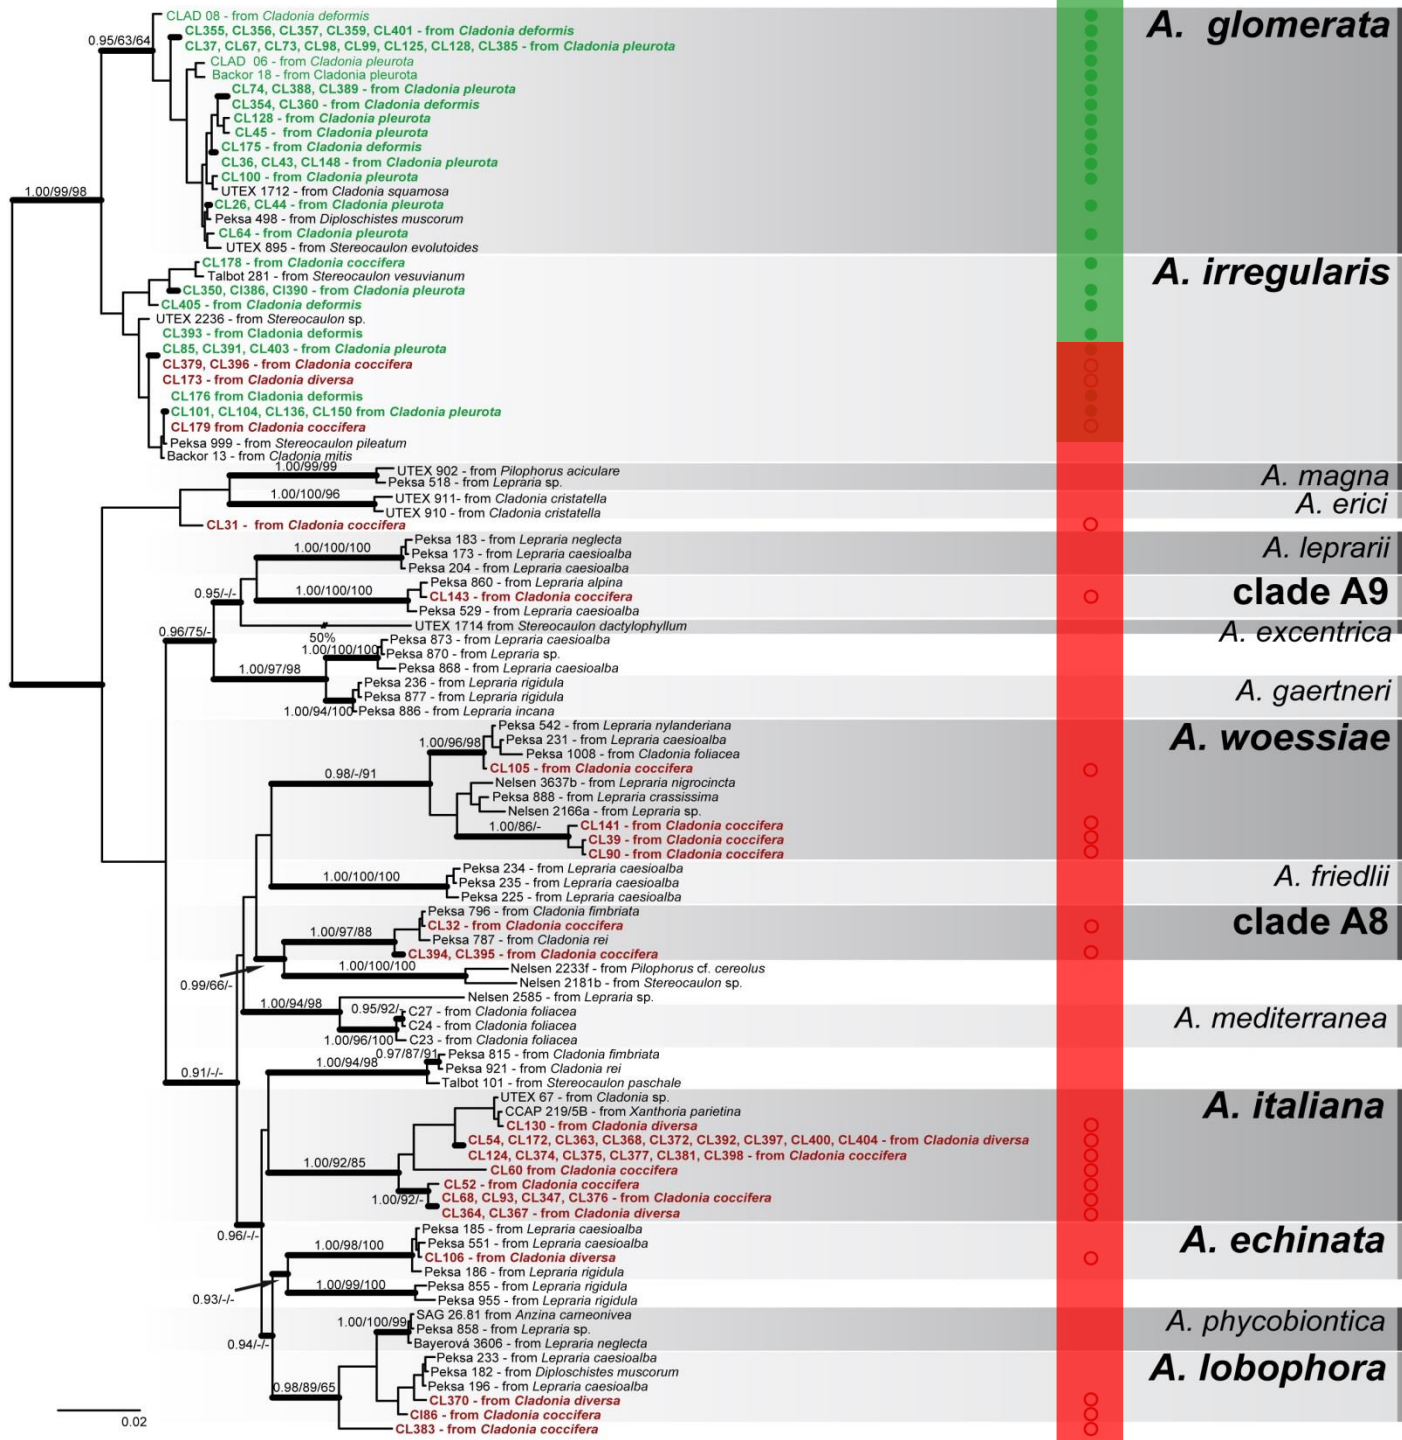 CLAD 08 - from Cladonia deformis
A. glomerata
CL355, CL356, CL357, CL359, CL401 - from Cladonia deformis
0.95/63/64
CL37, CL67, CL73, CL98, CL99, CL125, CL128, CL385 - from Cladonia pleurota
CLAD 06 - from Cladonia pleurota
Backor 18 - from Cladonia pleurota
CL74, CL388, CL389 - from Cladonia pleurota
CL354, CL360 - from Cladonia deformis
CL128 - from Cladonia pleurota
CL45 - from Cladonia pleurota
CL175 - from Cladonia deformis
CL36, CL43, CL148 - from Cladonia pleurota
CL100 - from Cladonia pleurota
1.00/99/98
UTEX 1712 - from Cladonia squamosa
CL26, CL44 - from Cladonia pleurota
Peksa 498 - from Diploschistes muscorum
CL64 - from Cladonia pleurota
UTEX 895 - from Stereocaulon evolutoides
CL178 - from Cladonia coccifera
A. irregularis
Talbot 281 - from Stereocaulon vesuvianum
CL350, Cl386, Cl390 - from Cladonia pleurota
CL405 - from Cladonia deformis
UTEX 2236 - from Stereocaulon sp.
CL393 - from Cladonia deformis
CL85, CL391, CL403 - from Cladonia pleurota
CL379, CL396 - from Cladonia coccifera
CL173 - from Cladonia diversa
CL176 from Cladonia deformis
CL101, CL104, CL136, CL150 from Cladonia pleurota
CL179 from Cladonia coccifera
Peksa 999 - from Stereocaulon pileatum
Backor 13 - from Cladonia mitis
1.00/99/99
UTEX 902 - from Pilophorus aciculare
A. magna
Peksa 518 - from Lepraria sp.
1.00/100/96
UTEX 911- from Cladonia cristatella
A. erici
UTEX 910 - from Cladonia cristatella
CL31 - from Cladonia coccifera
Peksa 183 - from Lepraria neglecta
1.00/100/100
Peksa 173 - from Lepraria caesioalba
A. leprarii
Peksa 204 - from Lepraria caesioalba
Peksa 860 - from Lepraria alpina
0.95/-/-
1.00/100/100
CL143 - from Cladonia coccifera
clade A9
Peksa 529 - from Lepraria caesioalba
UTEX 1714 from Stereocaulon dactylophyllum
A. excentrica
0.96/75/-
50%
Peksa 873 - from Lepraria caesioalba
1.00/100/100
Peksa 870 - from Lepraria sp.
1.00/97/98
Peksa 868 - from Lepraria caesioalba
Peksa 236 - from Lepraria rigidula
A. gaertneri
Peksa 877 - from Lepraria rigidula
1.00/94/100
Peksa 886 - from Lepraria incana
Peksa 542 - from Lepraria nylanderiana
A. woessiae
1.00/96/98
Peksa 231 - from Lepraria caesioalba
Peksa 1008 - from Cladonia foliacea
0.98/-/91
CL105 - from Cladonia coccifera
Nelsen 3637b - from Lepraria nigrocincta
Peksa 888 - from Lepraria crassissima
Nelsen 2166a - from Lepraria sp.
1.00/86/-
CL141 - from Cladonia coccifera
CL39 - from Cladonia coccifera
CL90 - from Cladonia coccifera
Peksa 234 - from Lepraria caesioalba
1.00/100/100
Peksa 235 - from Lepraria caesioalba
A. friedlii
Peksa 225 - from Lepraria caesioalba
Peksa 796 - from Cladonia fimbriata
1.00/97/88
CL32 - from Cladonia coccifera
clade A8
Peksa 787 - from Cladonia rei
CL394, CL395 - from Cladonia coccifera
1.00/100/100
Nelsen 2233f - from Pilophorus cf. cereolus
0.99/66/-
Nelsen 2181b - from Stereocaulon sp.
1.00/94/98
Nelsen 2585 - from Lepraria sp.
0.95/92/-
C27 - from Cladonia foliacea
C24 - from Cladonia foliacea
A. mediterranea
1.00/96/100
C23 - from Cladonia foliacea
0.97/87/91
Peksa 815 - from Cladonia fimbriata
1.00/94/98
Peksa 921 - from Cladonia rei
0.91/-/-
Talbot 101 - from Stereocaulon paschale
UTEX 67 - from Cladonia sp.
A. italiana
CCAP 219/5B - from Xanthoria parietina
CL130 - from Cladonia diversa
CL54, CL172, CL363, CL368, CL372, CL392, CL397, CL400, CL404 - from Cladonia diversa
CL124, CL374, CL375, CL377, CL381, CL398 - from Cladonia coccifera
1.00/92/85
CL60 from Cladonia coccifera
CL52 - from Cladonia coccifera
1.00/92/-
CL68, CL93, CL347, CL376 - from Cladonia coccifera
CL364, CL367 - from Cladonia diversa
0.96/-/-
Peksa 185 - from Lepraria caesioalba
A. echinata
1.00/98/100
Peksa 551 - from Lepraria caesioalba
CL106 - from Cladonia diversa
Peksa 186 - from Lepraria rigidula
1.00/99/100
Peksa 855 - from Lepraria rigidula
0.93/-/-
Peksa 955 - from Lepraria rigidula
SAG 26.81 from Anzina carneonivea
1.00/100/99
Peksa 858 - from Lepraria sp.
A. phycobiontica
0.94/-/-
Bayerová 3606 - from Lepraria neglecta
Peksa 233 - from Lepraria caesioalba
A. lobophora
0.98/89/65
Peksa 182 - from Diploschistes muscorum
Peksa 196 - from Lepraria caesioalba
CL370 - from Cladonia diversa
Cl86 - from Cladonia coccifera
0.02
CL383 - from Cladonia coccifera